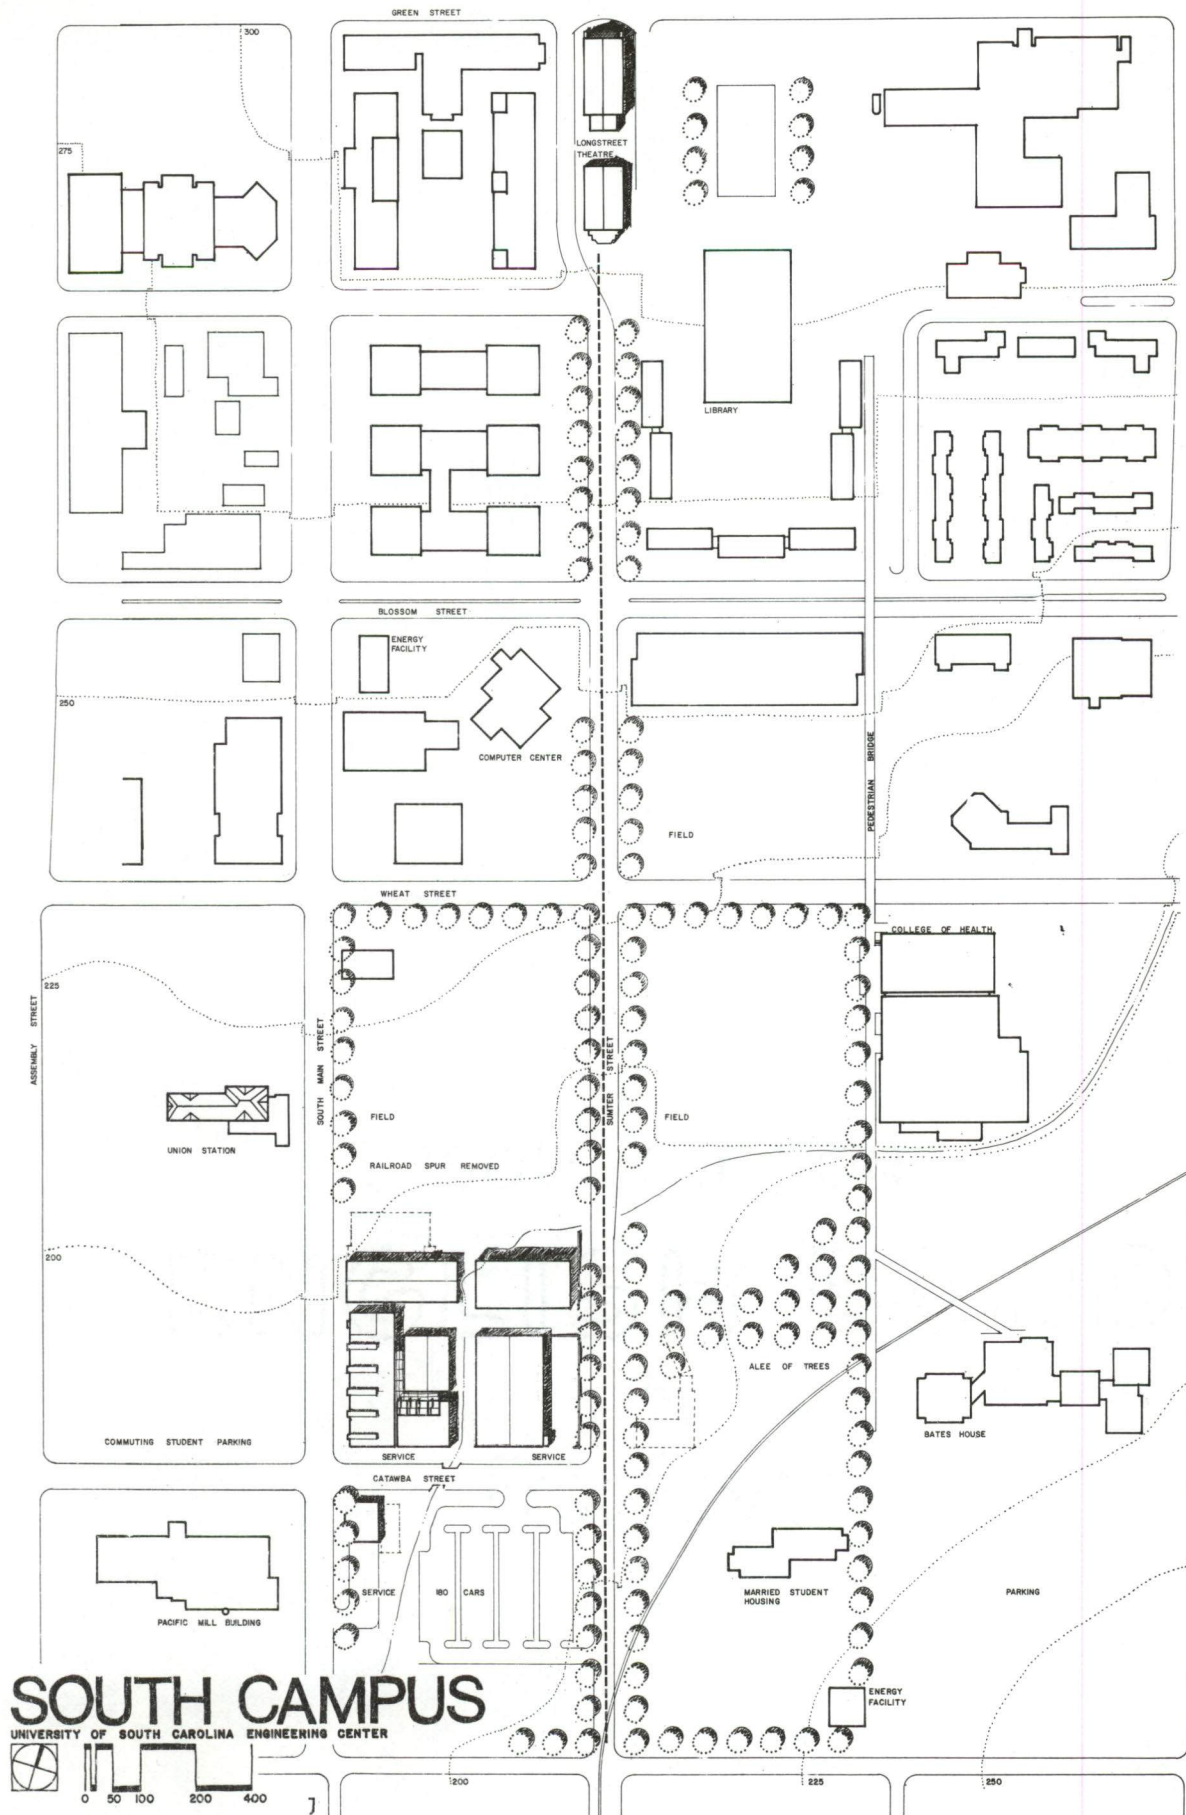 GREEN STREET
300
275
LONGSTREET
THEATRE
LIBRARY
BLOSSOM STREET
ENERGY
FACILITY
250
COMPUTER CENTER
PEDESTRIAN BRIDGE
FIELD
WHEAT STREET
COLLEGE OF HEALTH
225
ASSEMBLY STREET
SOUTH MAIN STREET
SUMTER STREET
FIELD
FIELD
UNION STATION
RAILROAD SPUR REMOVED
200
ALEE OF TREES
BATES HOUSE
COMMUTING STUDENT PARKING
SERVICE
SERVICE
CATAWBA STREET
SERVICE
180 CARS
MARRIED STUDENT
HOUSING
PARKING
PACIFIC MILL BUILDING
SOUTH CAMPUS
UNIVERSITY OF SOUTH CAROLINA ENGINEERING CENTER
ENERGY
FACILITY
0 50 100 200 400
200
225
250